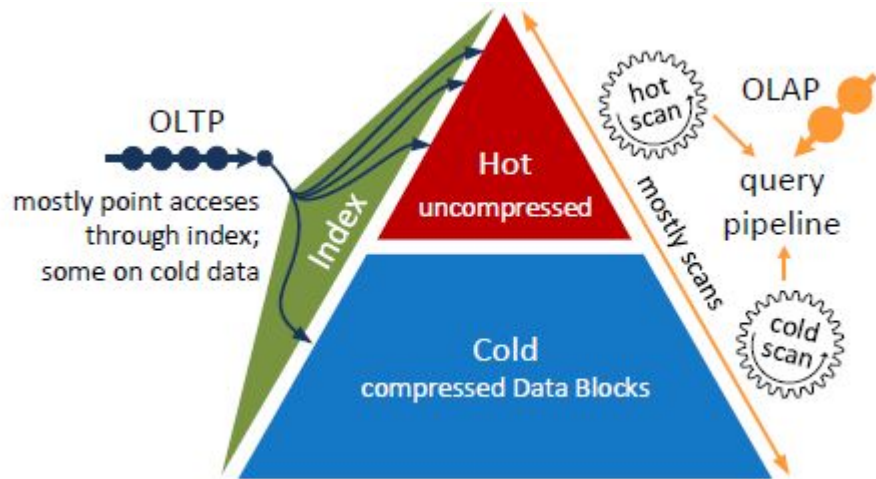 OLTP
mostly point acceses
through index;
some on cold data
Index
Hot
uncompressed
Cold
compressed Data Blocks
mostly scans
hot
scan
OLAP
query
pipeline
cold
scan